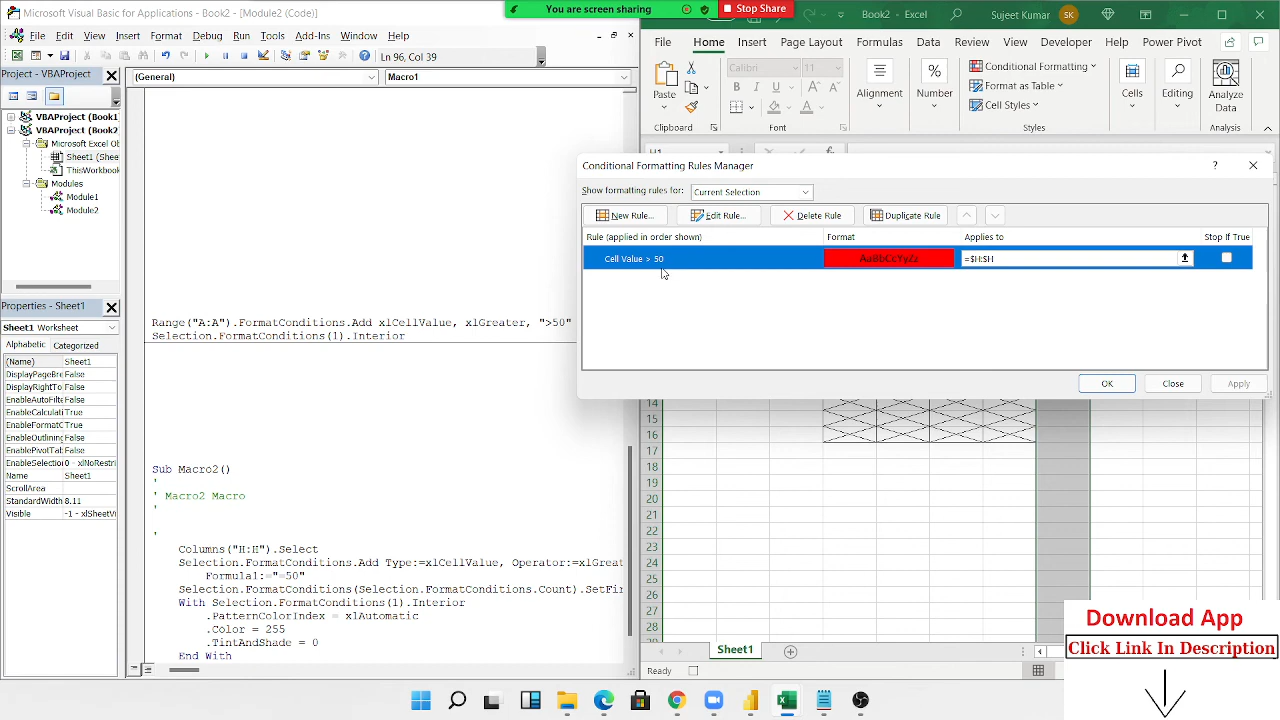 Microsoft Visual Basic for Applications - Book2 - [Module2 (Code)]
You are screen sharing
Stop Share
Book2 - Excel
Sujeet Kumar
SK
File Edit View Insert Format Debug Run Tools Add-Ins Window Help
Ln 96, Col 39
File Home Insert Page Layout Formulas Data Review View Developer Help Power Pivot
Project - VBAProject
(General)
Macro1
VBAProject (Book1
VBAProject (Book2
Microsoft Excel Ob
Sheet1 (Shee
ThisWorkbook
Modules
Module1
Module2
Calibri
11
Paste
B I U
Clipboard
Font
Alignment
Number
%
Conditional Formatting
Format as Table
Cell Styles
Styles
Cells
Editing
Analyze
Data
Analysis
Conditional Formatting Rules Manager
Show formatting rules for: Current Selection
New Rule... Edit Rule... Delete Rule Duplicate Rule
Rule (applied in order shown) Format Applies to Stop If True
Cell Value > 50 AaBbCcYyZz =$H:$H
OK Close Apply
Properties - Sheet1
Sheet1 Worksheet
Alphabetic Categorized
(Name) Sheet1
DisplayPageBre False
DisplayRightTo False
EnableAutoFilte False
EnableCalculati True
EnableFormatC True
EnableOutlining False
EnablePivotTab False
EnableSelection 0 - xlNoRestri
Name Sheet1
ScrollArea
StandardWidth 8.11
Visible -1 - xlSheetVi
Range("A:A").FormatConditions.Add xlCellValue, xlGreater, ">50"
Selection.FormatConditions(1).Interior
Sub Macro2()
'
' Macro2 Macro
'
'
Columns("H:H").Select
Selection.FormatConditions.Add Type:=xlCellValue, Operator:=xlGreate
Formula1:="=50"
Selection.FormatConditions(Selection.FormatConditions.Count).SetFir
With Selection.FormatConditions(1).Interior
.PatternColorIndex = xlAutomatic
.Color = 255
.TintAndShade = 0
End With
14
15
16
17
18
19
20
21
22
23
24
25
26
27
28
Sheet1
Ready
Download App
Click Link In Description